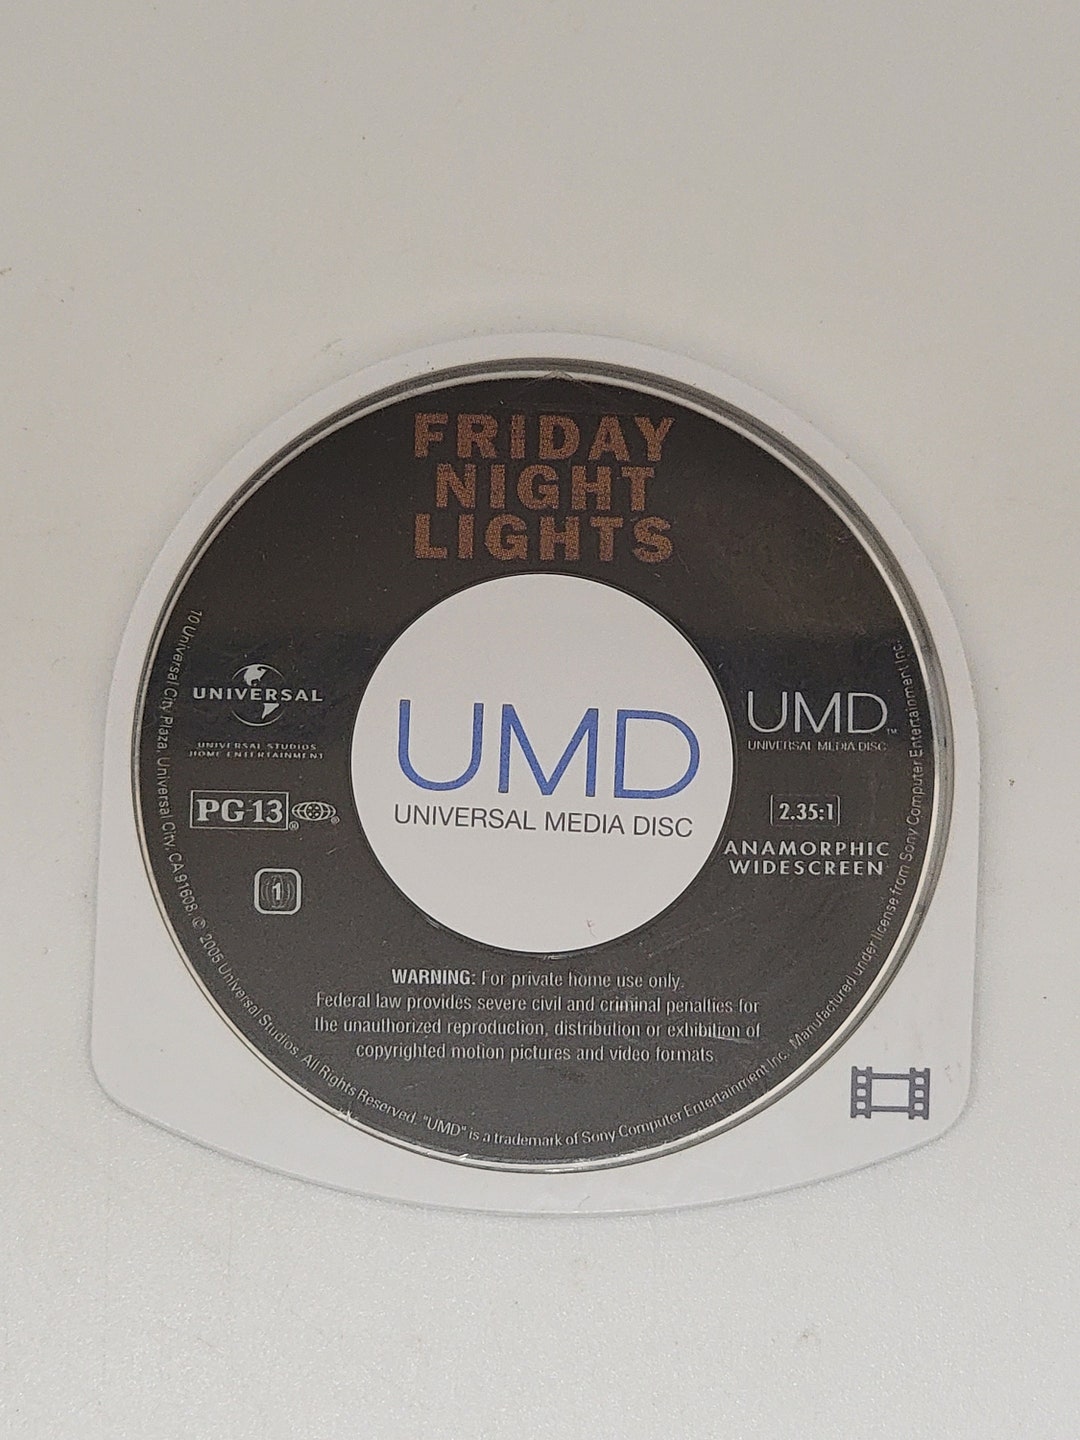 FRIDAY
NIGHT
LIGHTS
UNIVERSAL
UNIVERSAL STUDIOS
HOME ENTERTAINMENT
PG-13
®
®
1
UMD
UNIVERSAL MEDIA DISC
UMD™
UNIVERSAL MEDIA DISC
2.35:1
ANAMORPHIC
WIDESCREEN
WARNING: For private home use only.
Federal law provides severe civil and criminal penalties for
the unauthorized reproduction, distribution or exhibition of
copyrighted motion pictures and video formats.
10 Universal City Plaza, Universal City, CA 91608. © 2005 Universal Studios. All Rights Reserved. "UMD" is a trademark of Sony Computer Entertainment Inc. Manufactured under license from Sony Computer Entertainment Inc.